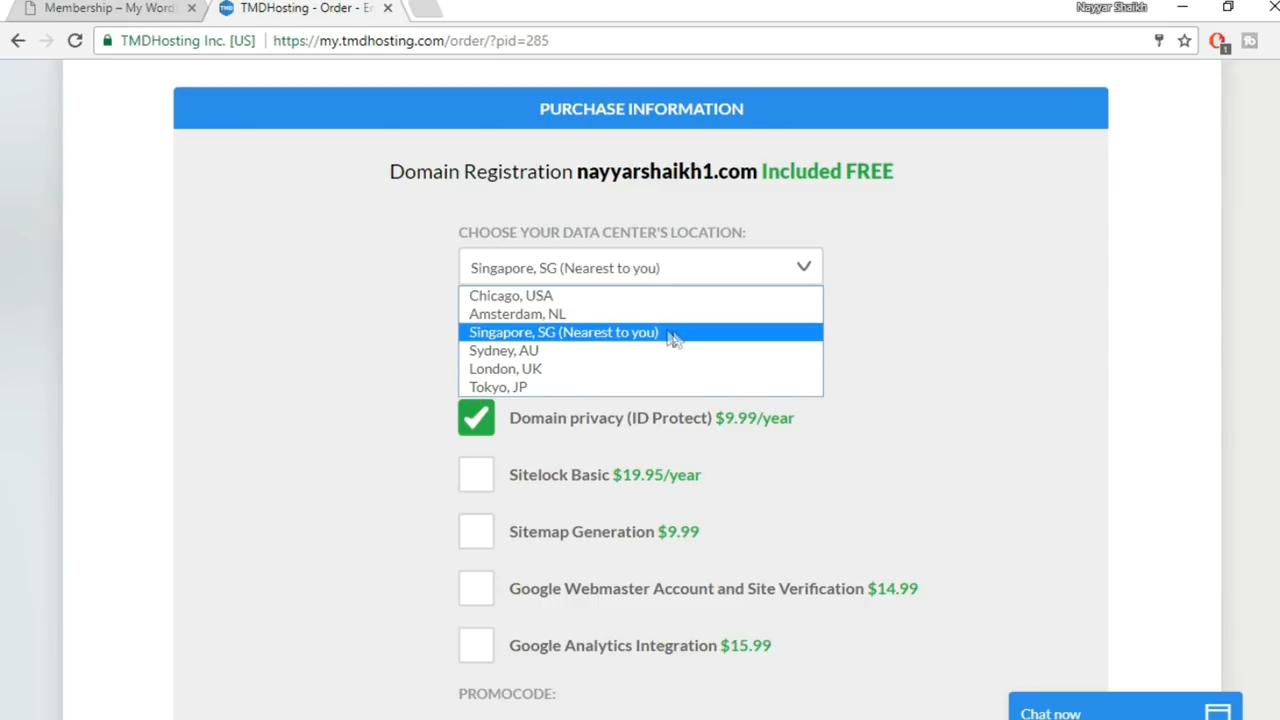 Membership – My Word
TMDHosting - Order - E
Nayyar Shaikh
TMDHosting Inc. [US] https://my.tmdhosting.com/order/?pid=285
1
PURCHASE INFORMATION
Domain Registration nayyarshaikh1.com Included FREE
CHOOSE YOUR DATA CENTER'S LOCATION:
Singapore, SG (Nearest to you)
Chicago, USA
Amsterdam, NL
Singapore, SG (Nearest to you)
Sydney, AU
London, UK
Tokyo, JP
Domain privacy (ID Protect) $9.99/year
Sitelock Basic $19.95/year
Sitemap Generation $9.99
Google Webmaster Account and Site Verification $14.99
Google Analytics Integration $15.99
PROMOCODE:
Chat now